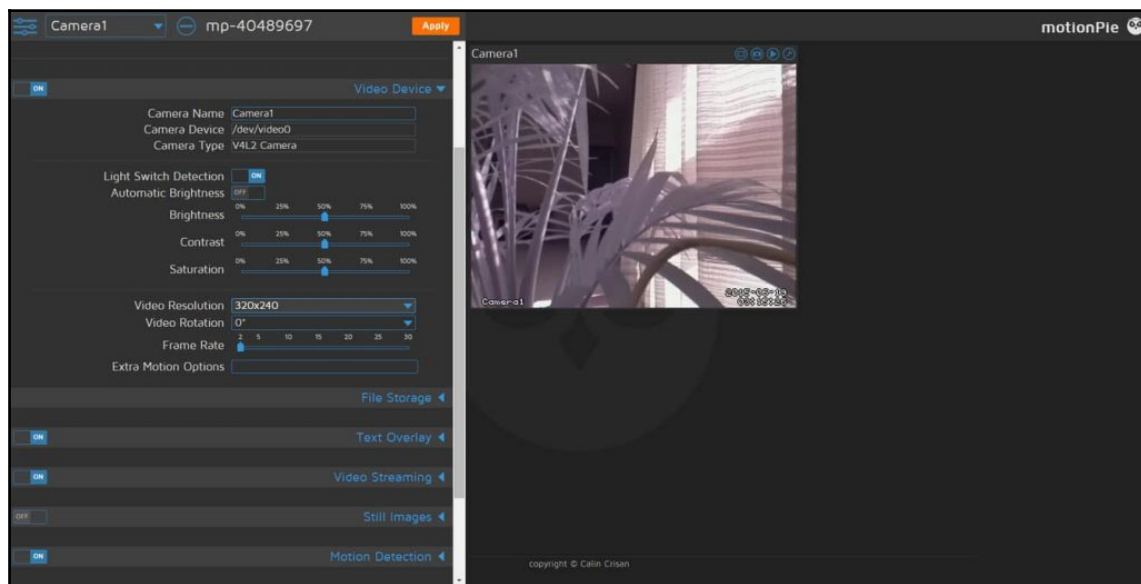 Camera1
mp-40489697
Apply
motionPie
ON
Video Device
Camera Name Camera1
Camera Device /dev/video0
Camera Type V4L2 Camera
Light Switch Detection ON
Automatic Brightness OFF
Brightness 0% 25% 50% 75% 100%
Contrast 0% 25% 50% 75% 100%
Saturation 0% 25% 50% 75% 100%
Video Resolution 320x240
Video Rotation 0°
Frame Rate 2 5 10 15 20 25 30
Extra Motion Options
File Storage
ON Text Overlay
ON Video Streaming
OFF Still Images
ON Motion Detection
Camera1
Camera1
copyright © Calin Crisan